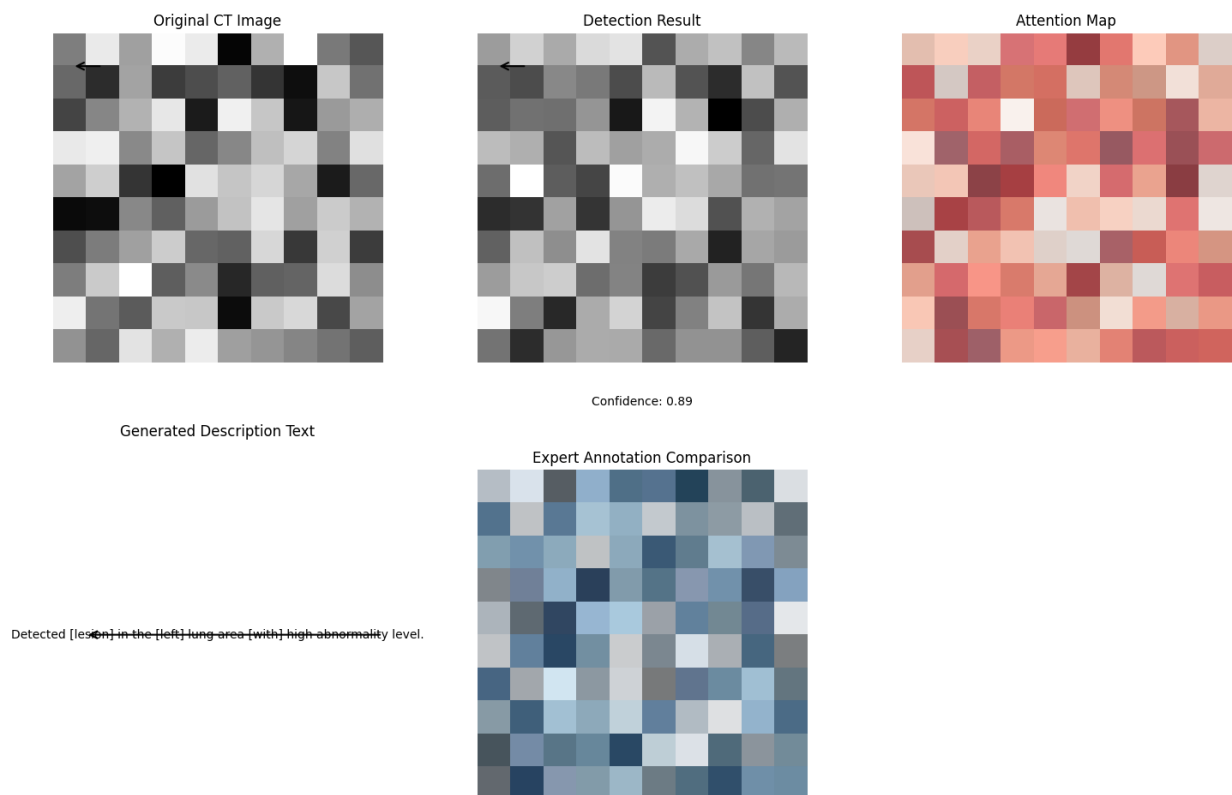 Original CT Image
Detection Result
Attention Map
Confidence: 0.89
Generated Description Text
Expert Annotation Comparison
Detected [lesion] in the [left] lung area [with] high abnormality level.